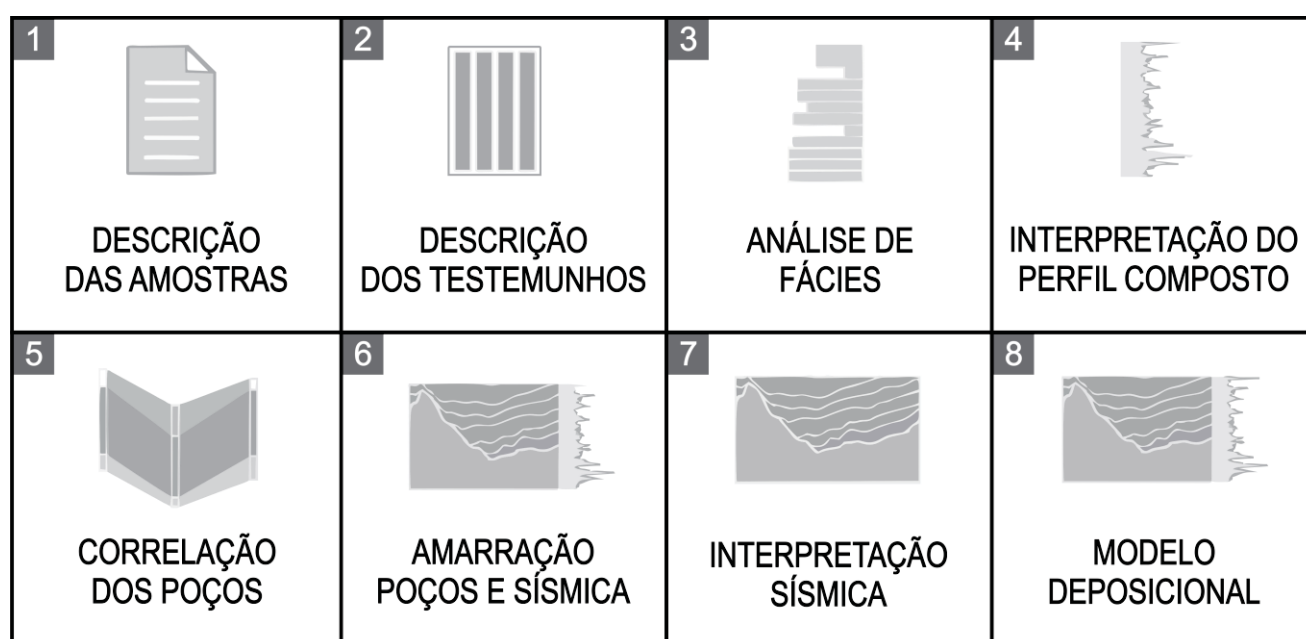 1
DESCRIÇÃO
DAS AMOSTRAS
2
DESCRIÇÃO
DOS TESTEMUNHOS
3
ANÁLISE DE
FÁCIES
4
INTERPRETAÇÃO DO
PERFIL COMPOSTO
5
CORRELAÇÃO
DOS POÇOS
6
AMARRAÇÃO
POÇOS E SÍSMICA
7
INTERPRETAÇÃO
SÍSMICA
8
MODELO
DEPOSICIONAL